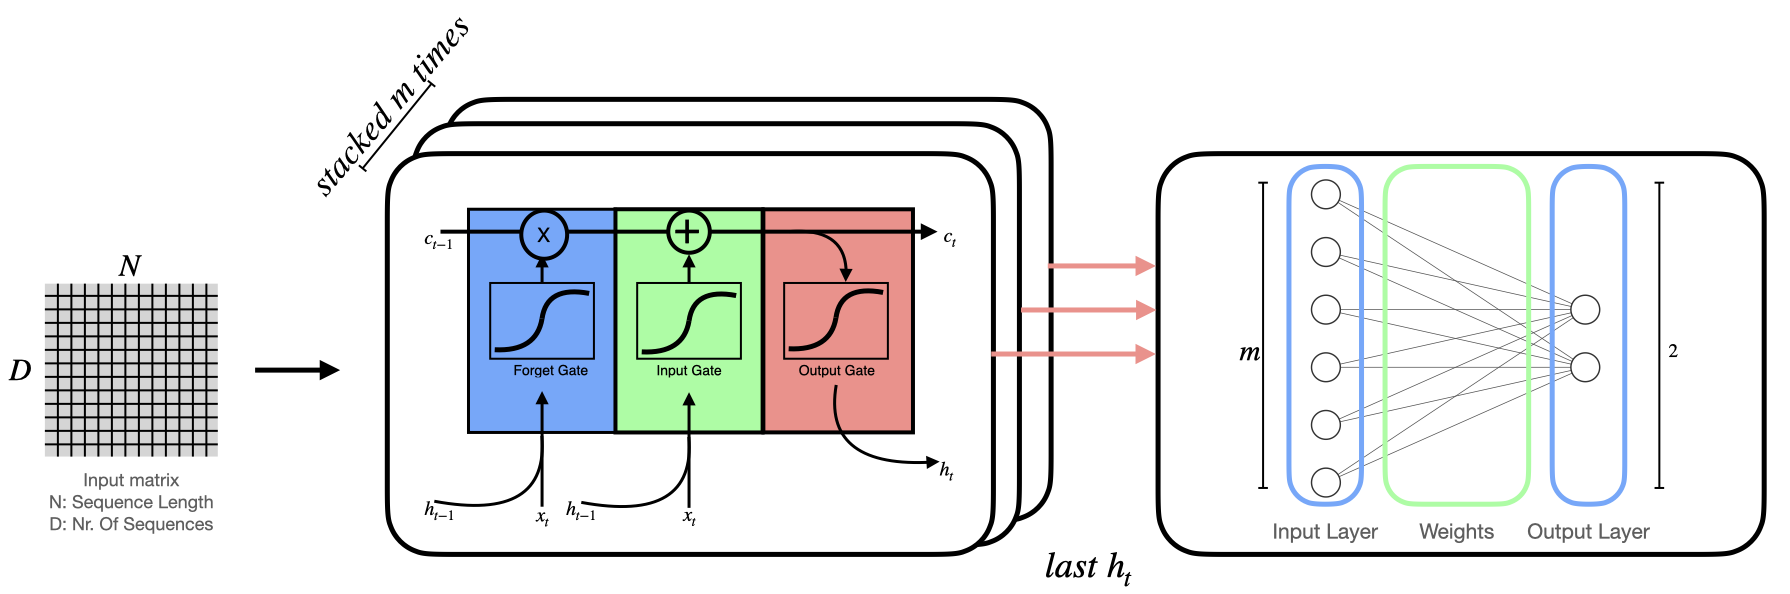 stacked m times
N
D
Input matrix
N: Sequence Length
D: Nr. Of Sequences
c_{t−1}
X
+
c_t
Forget Gate
Input Gate
Output Gate
h_t
h_{t−1}
x_t
h_{t−1}
x_t
last h_t
m
2
Input Layer
Weights
Output Layer